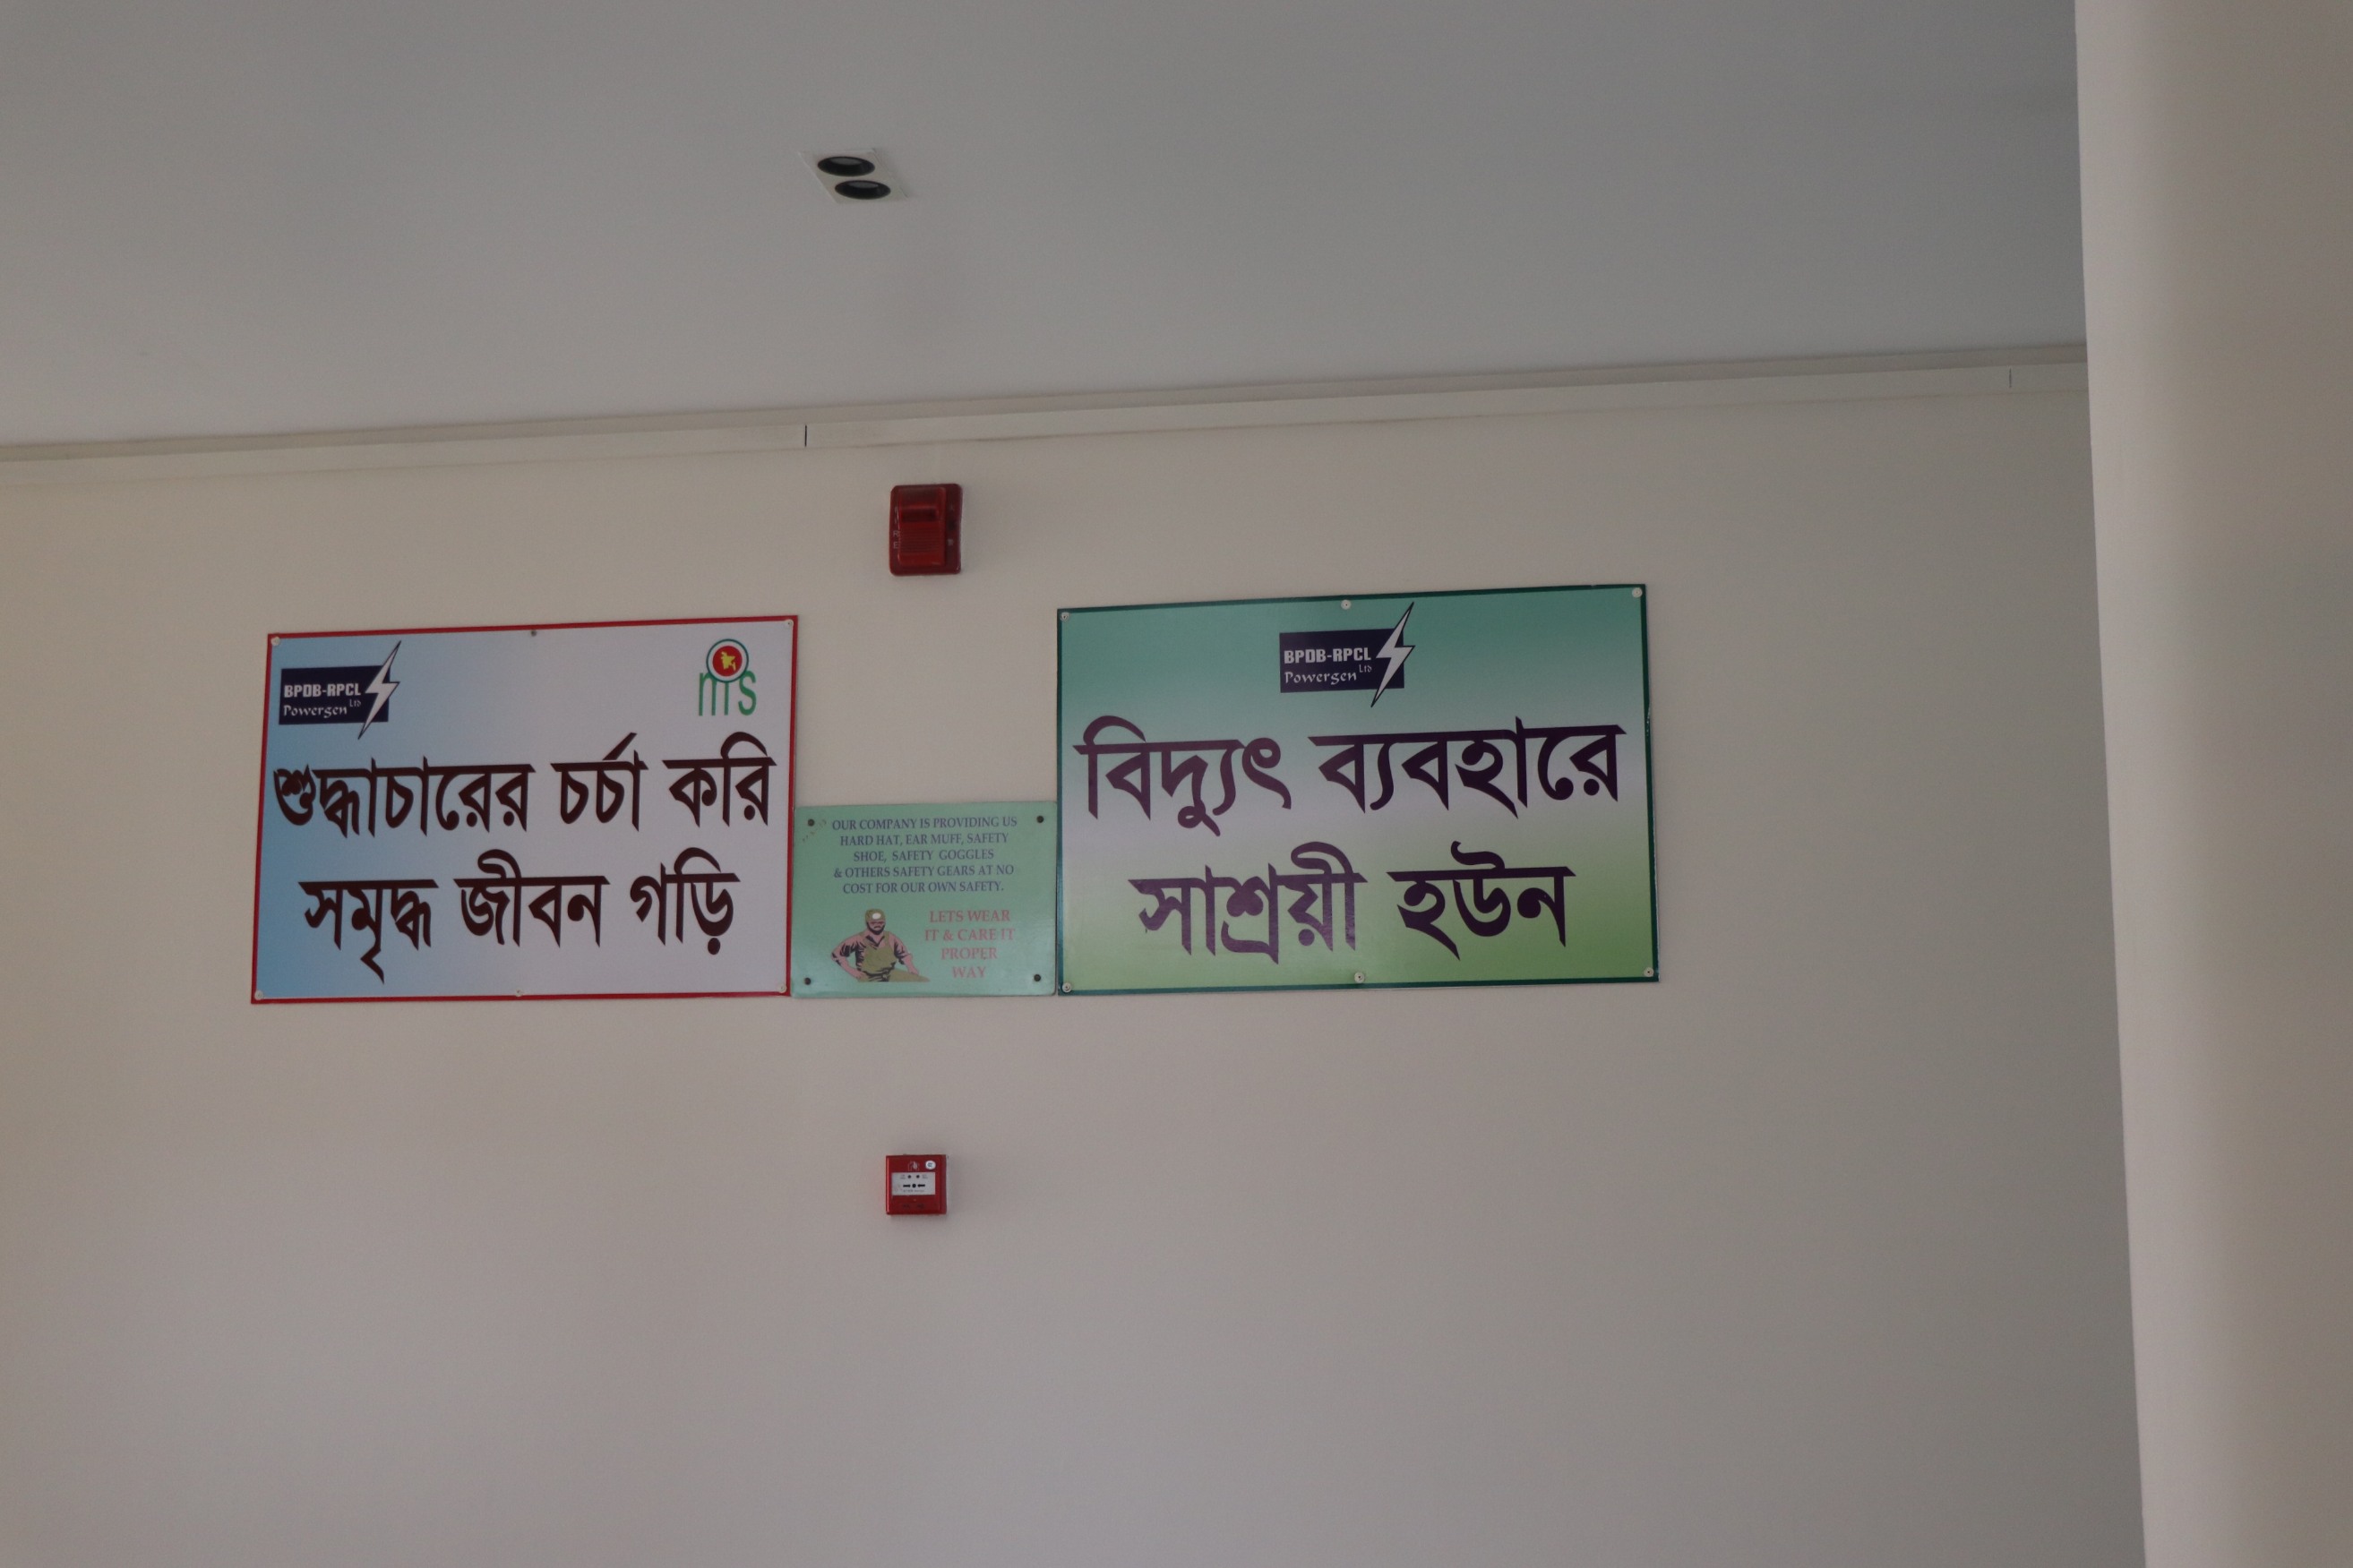 BPDB-RPCL
Powergen Ltd
nis
শুদ্ধাচারের চর্চা করি
সমৃদ্ধ জীবন গড়ি
OUR COMPANY IS PROVIDING US
HARD HAT, EAR MUFF, SAFETY
SHOE, SAFETY GOGGLES
& OTHERS SAFETY GEARS AT NO
COST FOR OUR OWN SAFETY.
LETS WEAR
IT & CARE IT
PROPER
WAY
BPDB-RPCL
Powergen Ltd
বিদ্যুৎ ব্যবহারে
সাশ্রয়ী হউন